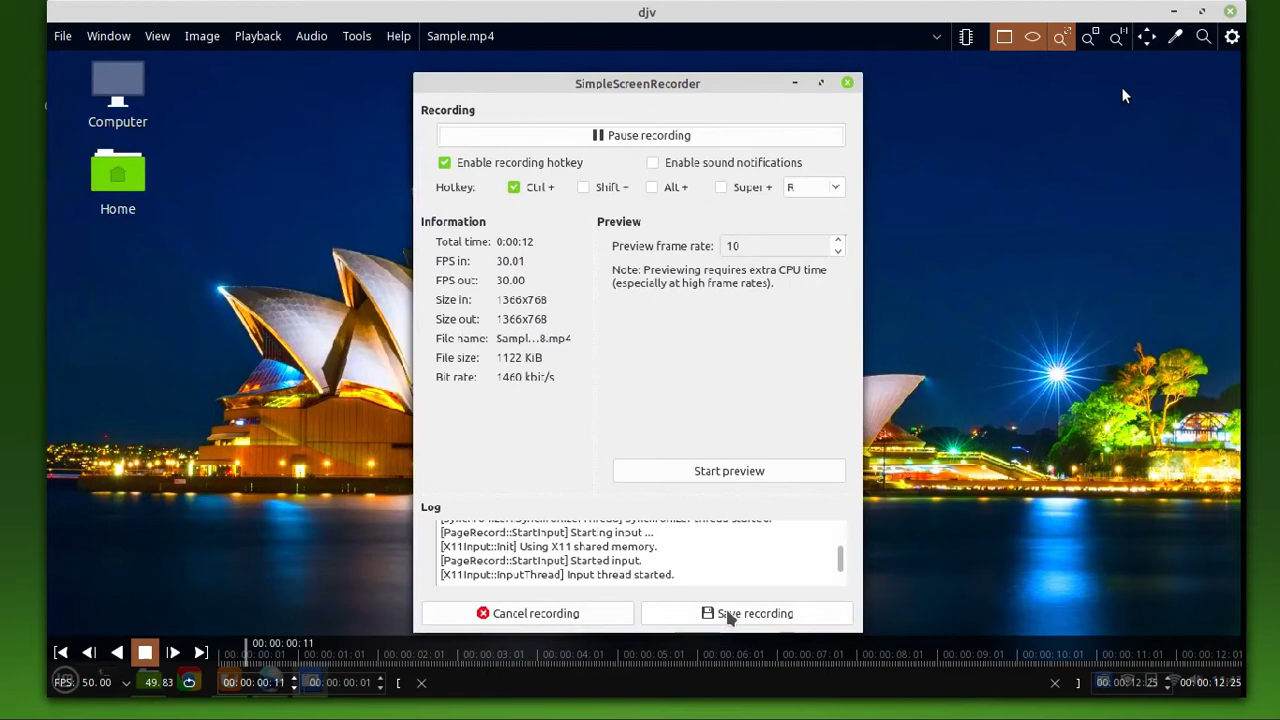 djv
File Window View Image Playback Audio Tools Help Sample.mp4
Computer
Home
SimpleScreenRecorder
Recording
Pause recording
Enable recording hotkey Enable sound notifications
Hotkey: Ctrl + Shift + Alt + Super + R
Information
Total time: 0:00:12
FPS in: 30.01
FPS out: 30.00
Size in: 1366x768
Size out: 1366x768
File name: Sampl...8.mp4
File size: 1122 KiB
Bit rate: 1460 kbit/s
Preview
Preview frame rate: 10
Note: Previewing requires extra CPU time
(especially at high frame rates).
Start preview
Log
[PageRecord::StartInput] Starting input ...
[X11Input::Init] Using X11 shared memory.
[PageRecord::StartInput] Started input.
[X11Input::InputThread] Input thread started.
Cancel recording Save recording
00:00:00:11
00:00:00:01 00:00:01:01 00:00:02:01 00:00:03:01 00:00:04:01 00:00:05:01 00:00:06:01 00:00:07:01 00:00:08:01 00:00:09:01 00:00:10:01 00:00:11:01 00:00:12:01
FPS: 50.00 49.83 00:00:00:11 00:00:00:01 [ ] 00:00:12:25 00:00:12:25